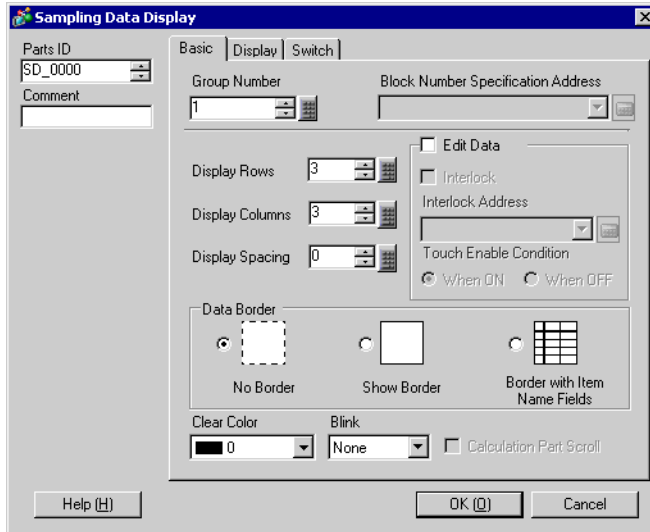 Sampling Data Display
Parts ID
SD_0000
Comment
Basic Display Switch
Group Number
1
Block Number Specification Address
Display Rows 3
Display Columns 3
Display Spacing 0
Edit Data
Interlock
Interlock Address
Touch Enable Condition
When ON When OFF
Data Border
No Border
Show Border
Border with Item
Name Fields
Clear Color
0
Blink
None
Calculation Part Scroll
Help (H)
OK (O)
Cancel